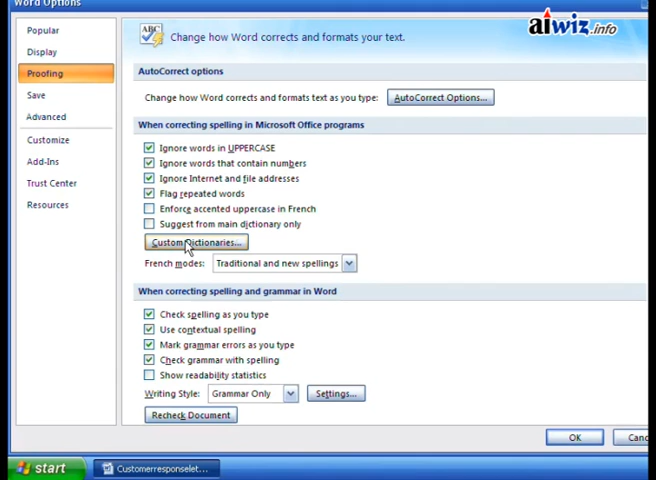 Word Options
aiwiz.info
Popular
Display
Proofing
Save
Advanced
Customize
Add-Ins
Trust Center
Resources
ABC
Change how Word corrects and formats your text.
AutoCorrect options
Change how Word corrects and formats text as you type:
AutoCorrect Options...
When correcting spelling in Microsoft Office programs
Ignore words in UPPERCASE
Ignore words that contain numbers
Ignore Internet and file addresses
Flag repeated words
Enforce accented uppercase in French
Suggest from main dictionary only
Custom Dictionaries...
French modes: Traditional and new spellings
When correcting spelling and grammar in Word
Check spelling as you type
Use contextual spelling
Mark grammar errors as you type
Check grammar with spelling
Show readability statistics
Writing Style: Grammar Only Settings...
Recheck Document
OK Canc
start Customerresponselet...